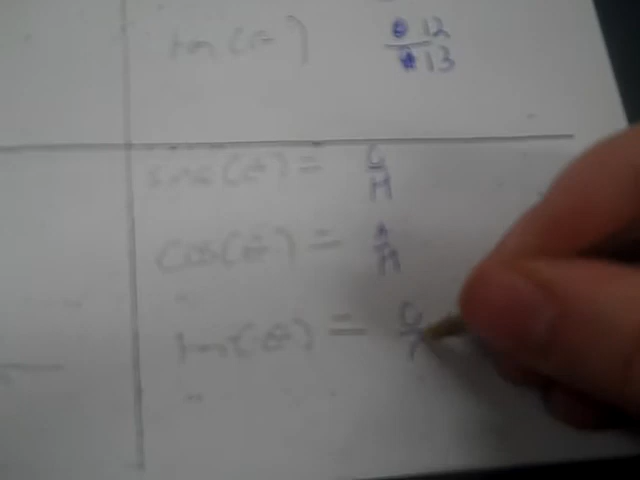 tan(θ) 12/13
sin(θ) = O/H
cos(θ) = A/H
tan(θ) = O/